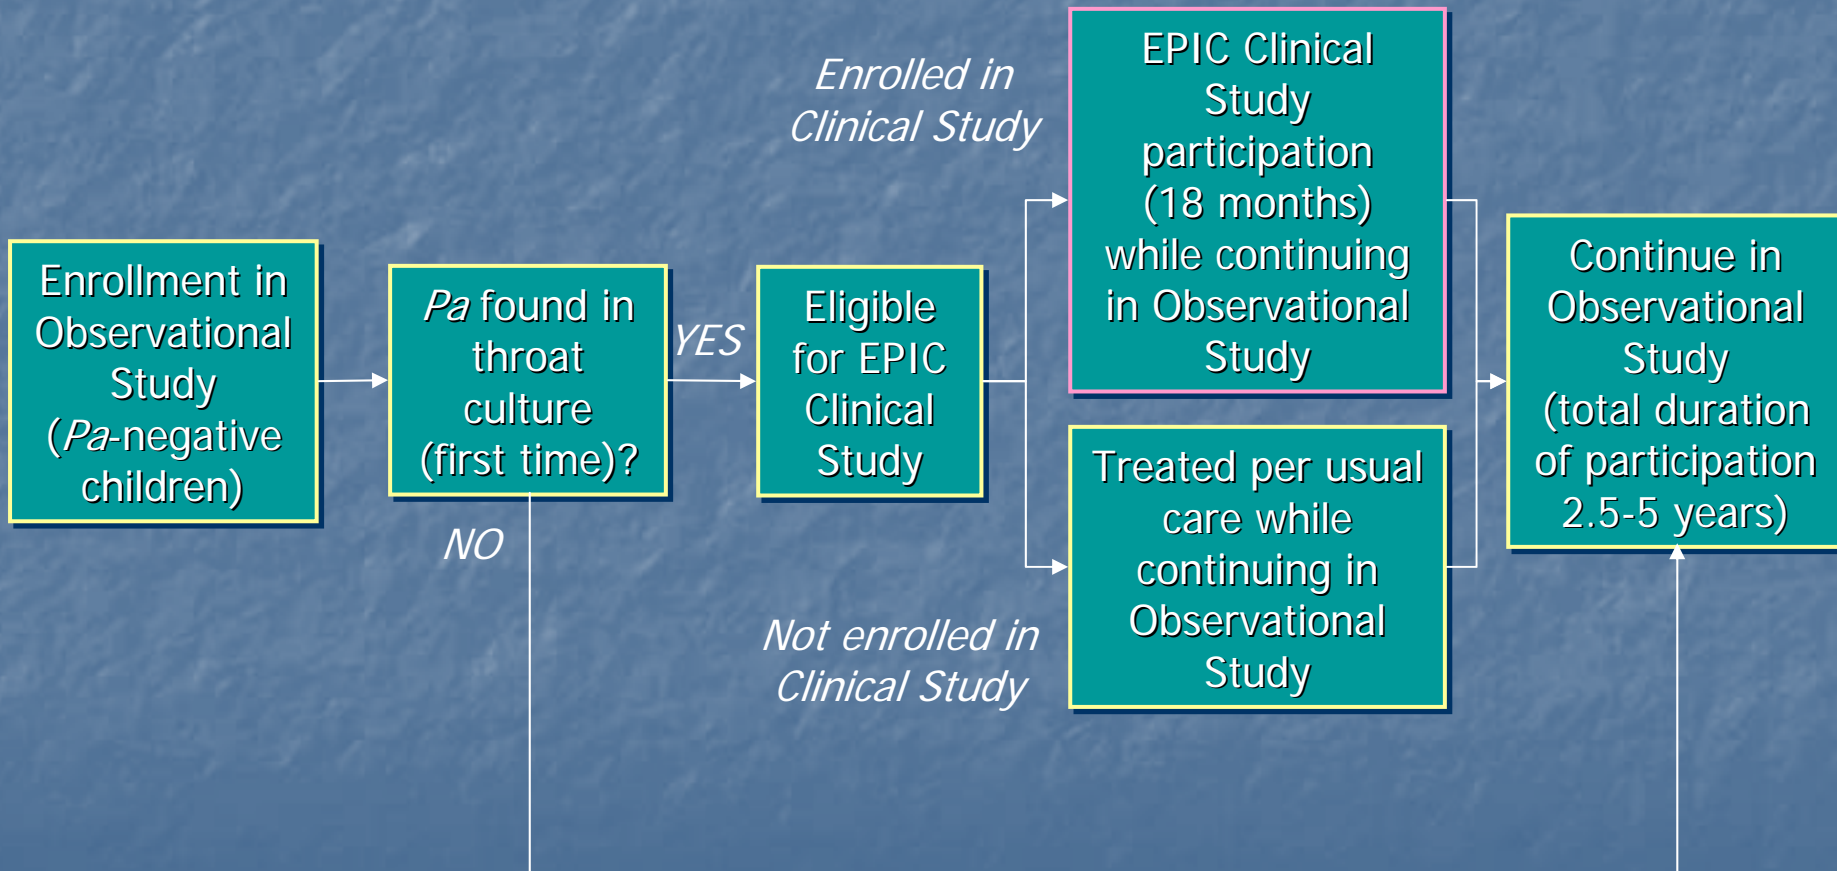 Enrollment in
Observational
Study
(Pa-negative
children)
Pa found in
throat
culture
(first time)?
YES
NO
Eligible
for EPIC
Clinical
Study
Enrolled in
Clinical Study
EPIC Clinical
Study
participation
(18 months)
while continuing
in Observational
Study
Not enrolled in
Clinical Study
Treated per usual
care while
continuing in
Observational
Study
Continue in
Observational
Study
(total duration
of participation
2.5-5 years)